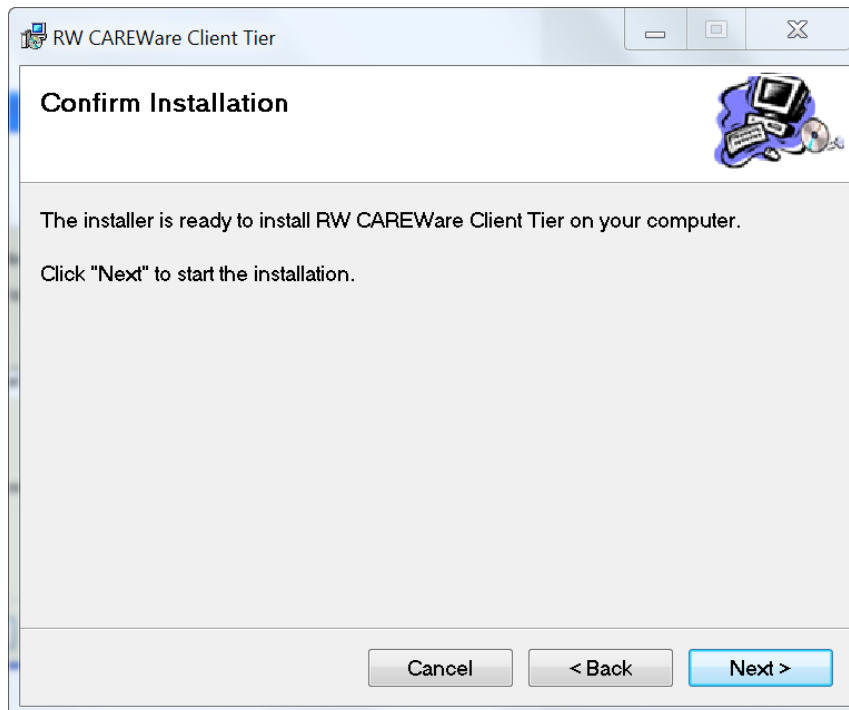 RW CAREWare Client Tier
Confirm Installation
The installer is ready to install RW CAREWare Client Tier on your computer.
Click "Next" to start the installation.
Cancel
< Back
Next >